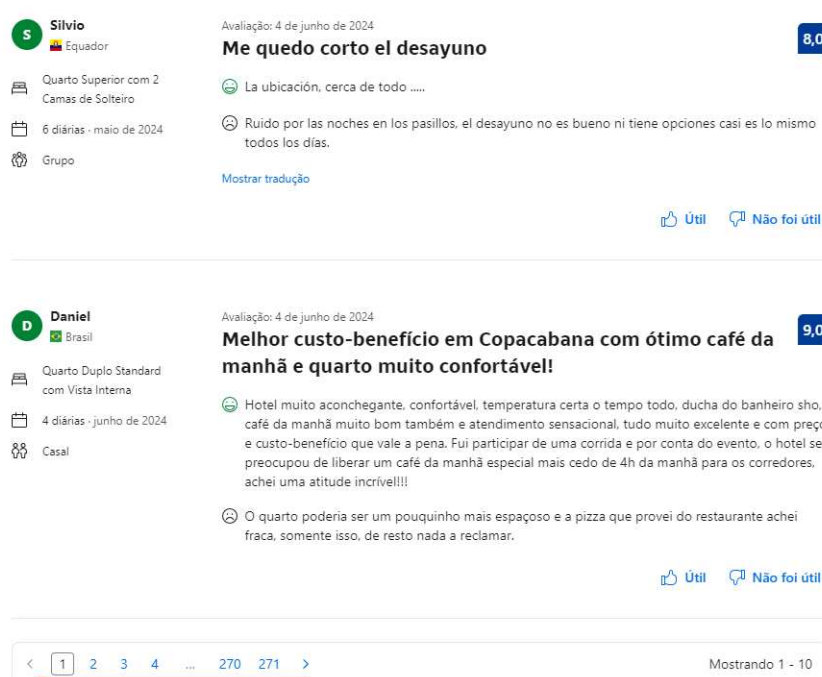 S
Silvio
Equador
Quarto Superior com 2
Camas de Solteiro
6 diárias · maio de 2024
Grupo
Avaliação: 4 de junho de 2024
Me quedo corto el desayuno
8,0
La ubicación, cerca de todo .....
Ruido por las noches en los pasillos, el desayuno no es bueno ni tiene opciones casi es lo mismo
todos los días.
Mostrar tradução
Útil
Não foi útil
D
Daniel
Brasil
Quarto Duplo Standard
com Vista Interna
4 diárias · junho de 2024
Casal
Avaliação: 4 de junho de 2024
Melhor custo-benefício em Copacabana com ótimo café da
manhã e quarto muito confortável!
9,0
Hotel muito aconchegante, confortável, temperatura certa o tempo todo, ducha do banheiro sho,
café da manhã muito bom também e atendimento sensacional, tudo muito excelente e com preço
e custo-benefício que vale a pena. Fui participar de uma corrida e por conta do evento, o hotel se
preocupou de liberar um café da manhã especial mais cedo de 4h da manhã para os corredores,
achei uma atitude incrível!!!
O quarto poderia ser um pouquinho mais espaçoso e a pizza que provei do restaurante achei
fraca, somente isso, de resto nada a reclamar.
Útil
Não foi útil
< 1 2 3 4 ... 270 271 >
Mostrando 1 - 10